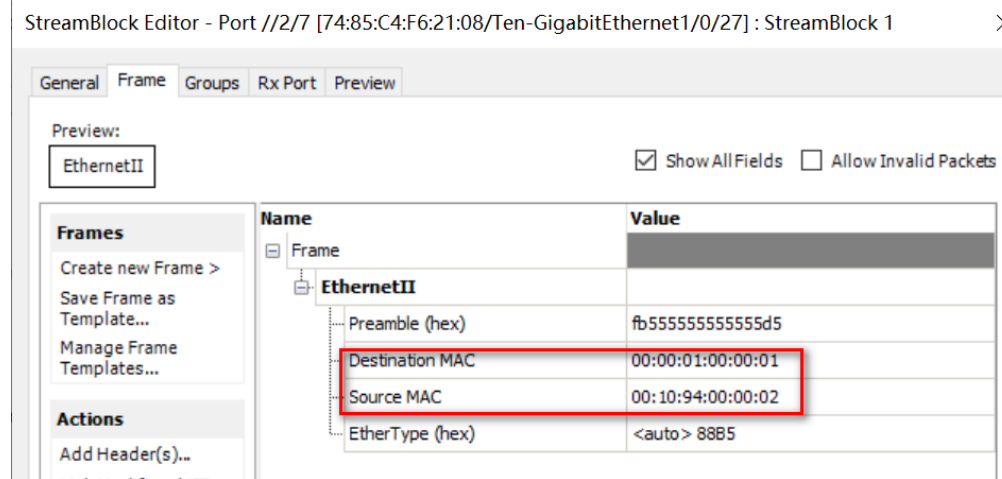 StreamBlock Editor - Port //2/7 [74:85:C4:F6:21:08/Ten-GigabitEthernet1/0/27] : StreamBlock 1
General Frame Groups Rx Port Preview
Preview:
EthernetII
Show All Fields Allow Invalid Packets
Frames
Create new Frame >
Save Frame as
Template...
Manage Frame
Templates...
Actions
Add Header(s)...
Name Value
Frame
EthernetII
Preamble (hex) fb555555555555d5
Destination MAC 00:00:01:00:00:01
Source MAC 00:10:94:00:00:02
EtherType (hex) <auto> 88B5